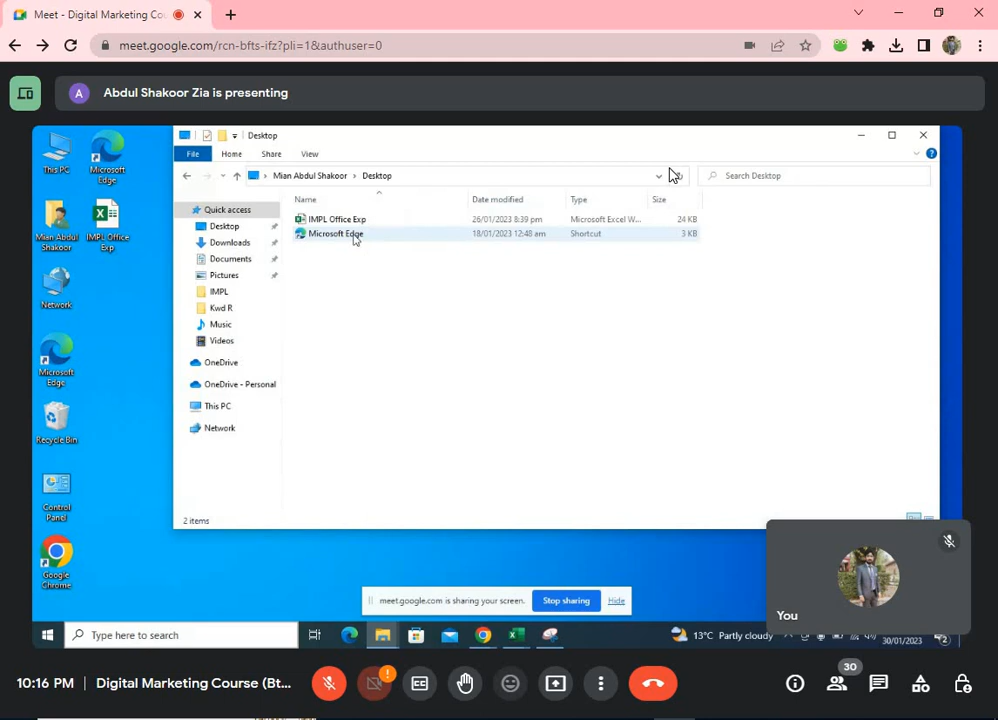 Meet - Digital Marketing Co
meet.google.com/rcn-bfts-ifz?pli=1&authuser=0
A Abdul Shakoor Zia is presenting
This PC
Microsoft Edge
Mian Abdul Shakoor
IMPL Office Exp
Network
Microsoft Edge
Recycle Bin
Control Panel
Google Chrome
Desktop
File Home Share View
Mian Abdul Shakoor > Desktop
Search Desktop
Name Date modified Type Size
IMPL Office Exp 26/01/2023 8:39 pm Microsoft Excel W... 24 KB
Microsoft Edge 18/01/2023 12:48 am Shortcut 3 KB
Quick access
Desktop
Downloads
Documents
Pictures
IMPL
Kwd R
Music
Videos
OneDrive
OneDrive - Personal
This PC
Network
2 items
You
meet.google.com is sharing your screen. Stop sharing Hide
Type here to search
13°C Partly cloudy
30/01/2023
2
10:16 PM | Digital Marketing Course (Bt...
30